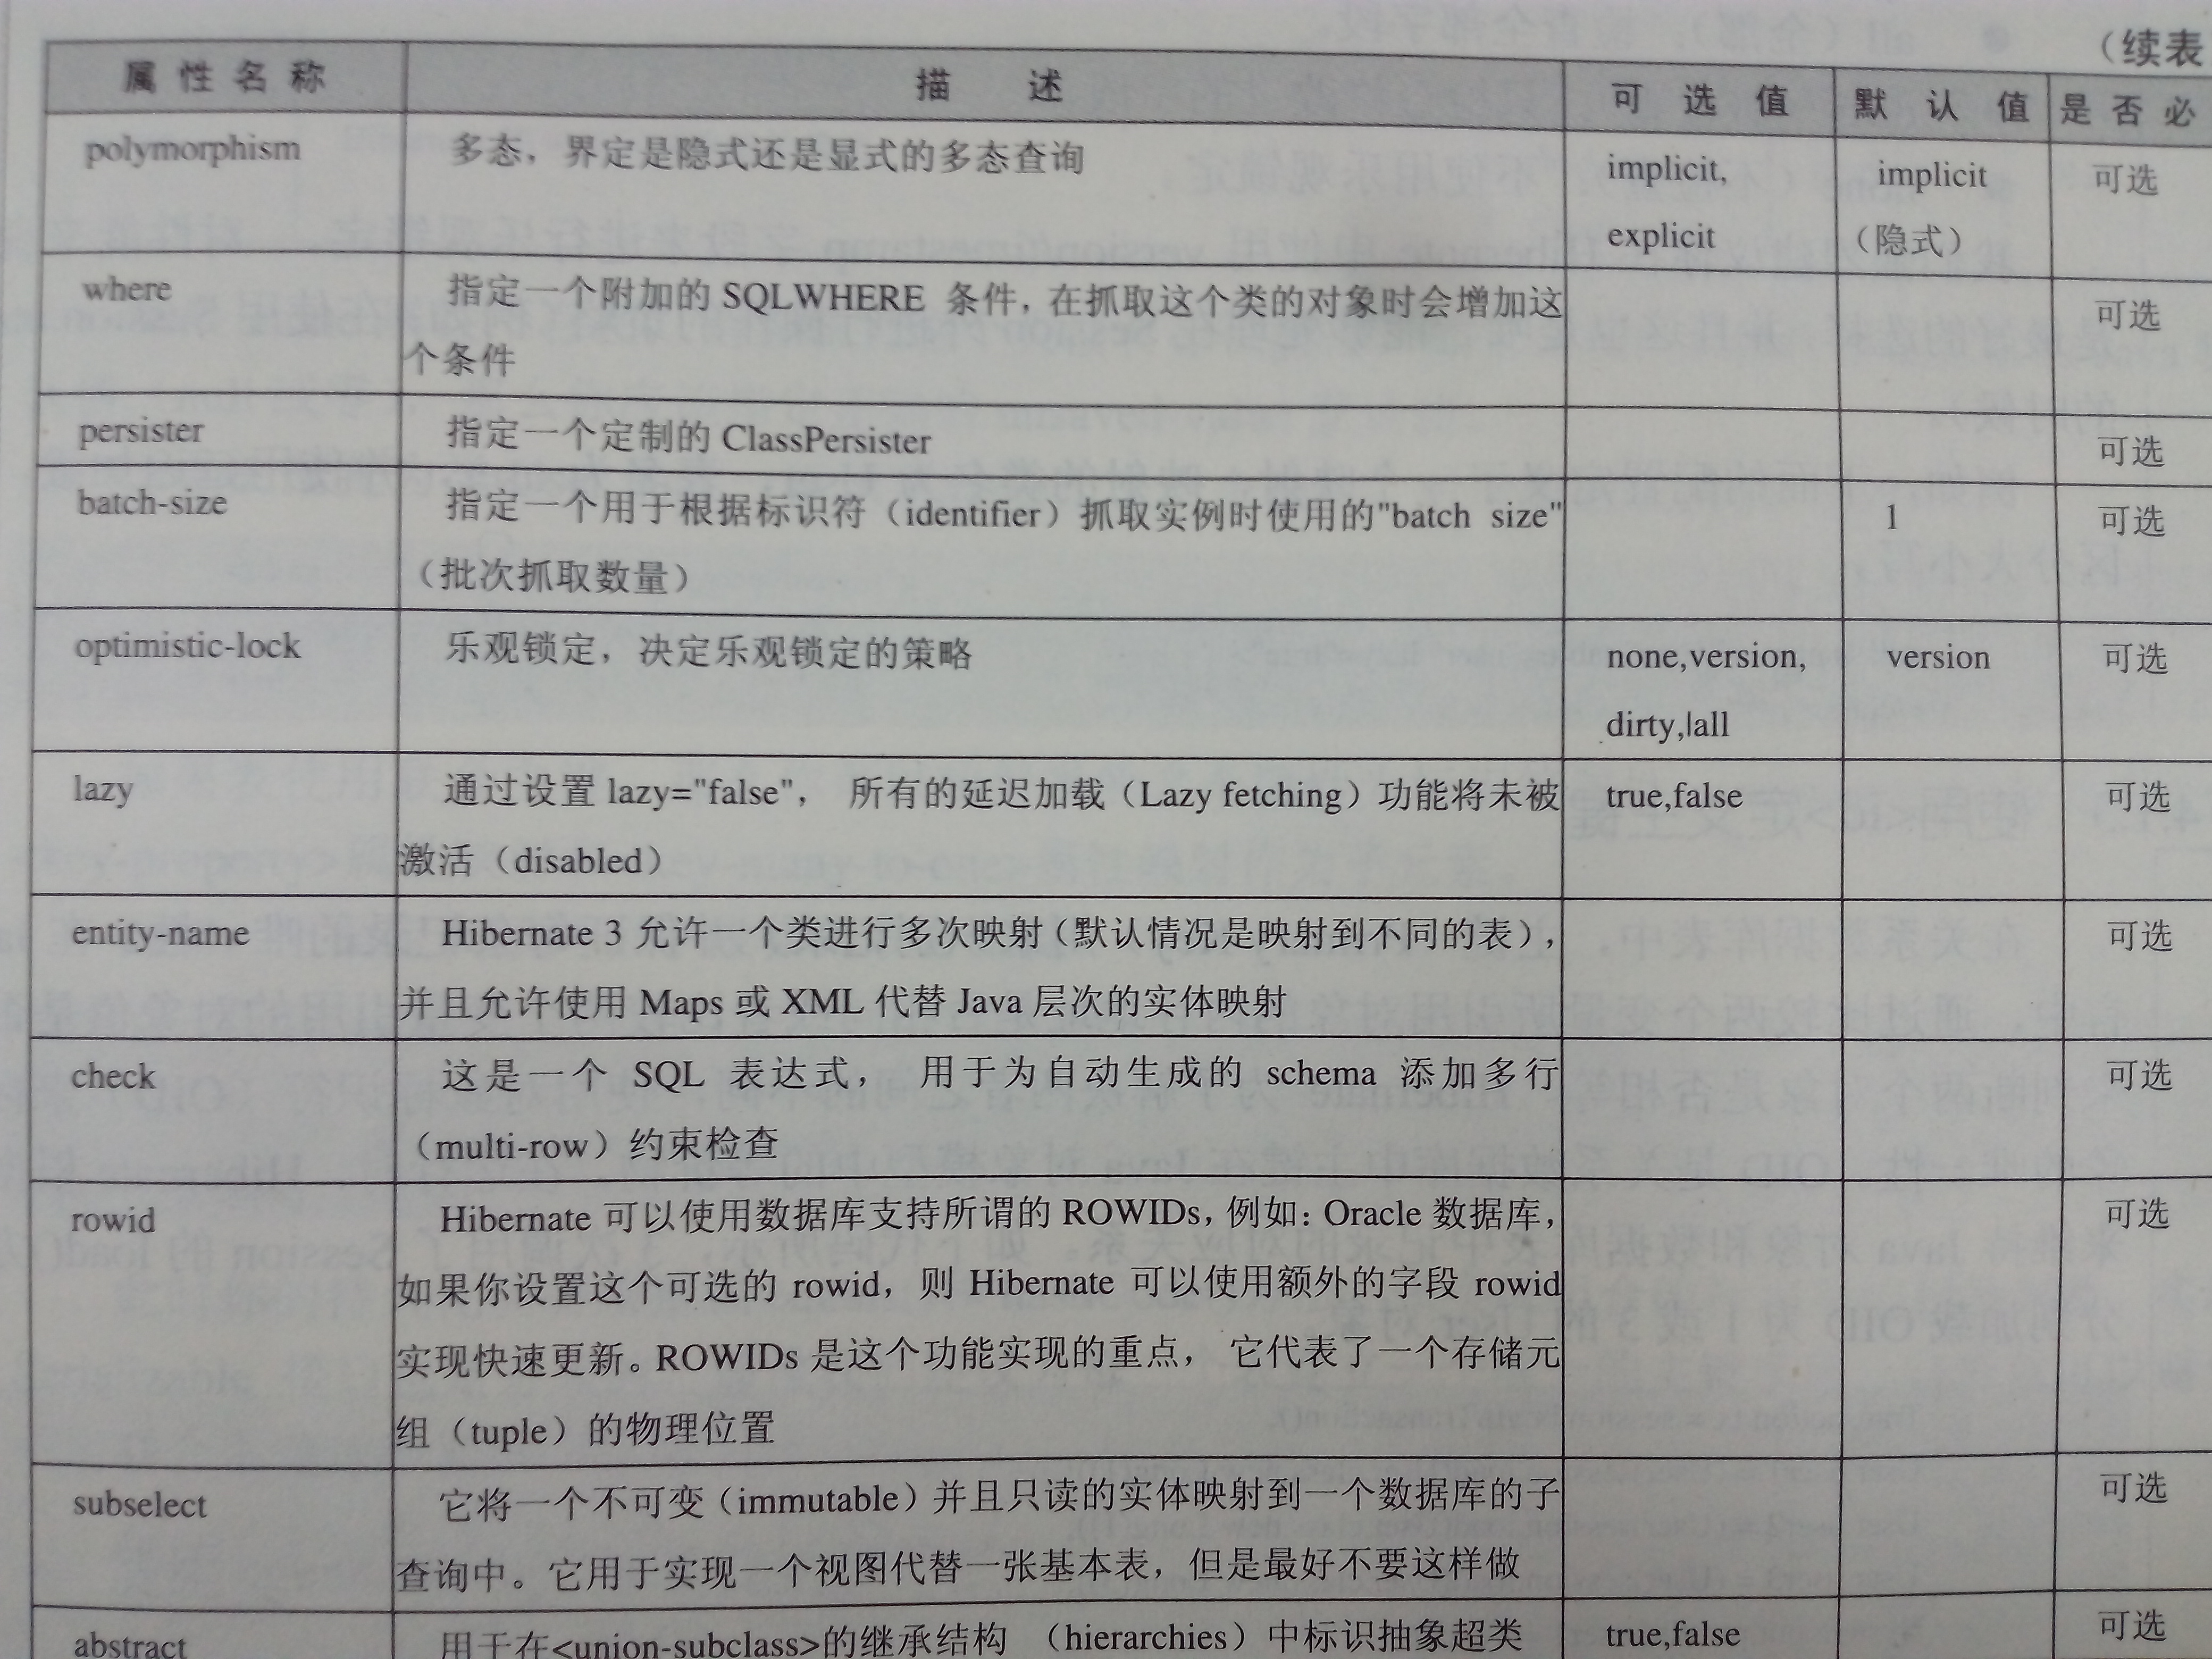 （续表
属性名称 描述 可选值 默认值 是否必
polymorphism 多态，界定是隐式还是显式的多态查询 implicit, implicit 可选
explicit （隐式）
where 指定一个附加的 SQLWHERE 条件，在抓取这个类的对象时会增加这 可选
个条件
persister 指定一个定制的 ClassPersister 可选
batch-size 指定一个用于根据标识符（identifier）抓取实例时使用的"batch size" 1 可选
（批次抓取数量）
optimistic-lock 乐观锁定，决定乐观锁定的策略 none,version, version 可选
dirty,|all
lazy 通过设置 lazy="false"， 所有的延迟加载（Lazy fetching）功能将未被 true,false 可选
激活（disabled）
entity-name Hibernate 3 允许一个类进行多次映射（默认情况是映射到不同的表）， 可选
并且允许使用 Maps 或 XML 代替 Java 层次的实体映射
check 这是一个 SQL 表达式， 用于为自动生成的 schema 添加多行 可选
（multi-row）约束检查
rowid Hibernate 可以使用数据库支持所谓的 ROWIDs，例如：Oracle 数据库， 可选
如果你设置这个可选的 rowid，则 Hibernate 可以使用额外的字段 rowid
实现快速更新。ROWIDs 是这个功能实现的重点， 它代表了一个存储元
组（tuple）的物理位置
subselect 它将一个不可变（immutable）并且只读的实体映射到一个数据库的子 可选
查询中。它用于实现一个视图代替一张基本表，但是最好不要这样做
abstract 用于在<union-subclass>的继承结构 （hierarchies）中标识抽象超类 true,false 可选